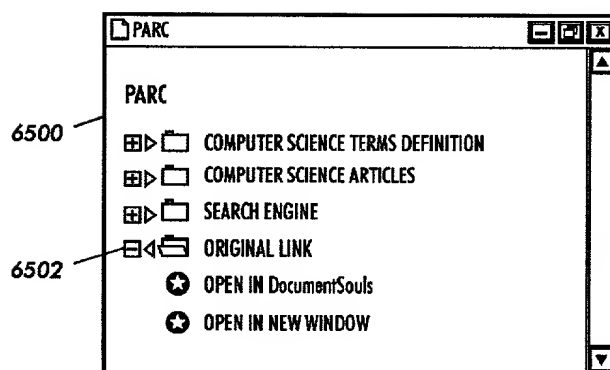 PARC
PARC
6500
COMPUTER SCIENCE TERMS DEFINITION
COMPUTER SCIENCE ARTICLES
SEARCH ENGINE
6502
ORIGINAL LINK
OPEN IN DocumentSouls
OPEN IN NEW WINDOW